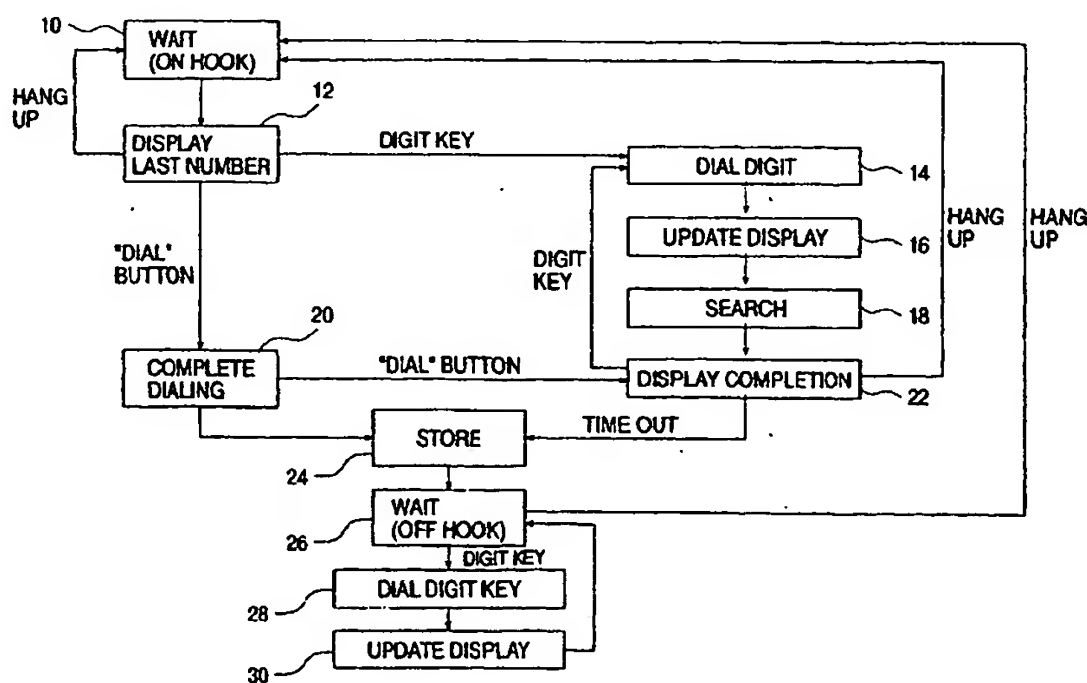 10
WAIT
(ON HOOK)
HANG
UP
12
DISPLAY
LAST NUMBER
DIGIT KEY
DIAL DIGIT
14
UPDATE DISPLAY
16
HANG
UP
HANG
UP
"DIAL"
BUTTON
DIGIT
KEY
SEARCH
18
20
COMPLETE
DIALING
"DIAL" BUTTON
DISPLAY COMPLETION
22
TIME OUT
STORE
24
WAIT
(OFF HOOK)
26
DIGIT KEY
DIAL DIGIT KEY
28
UPDATE DISPLAY
30